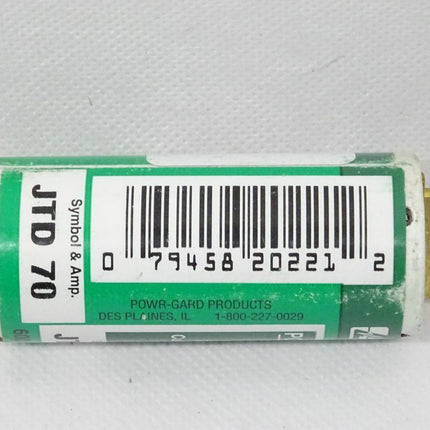 Symbol & Amp.
JTD 70
0 79458 20221 2
POWR-GARD PRODUCTS
DES PLAINES, IL 1-800-227-0029